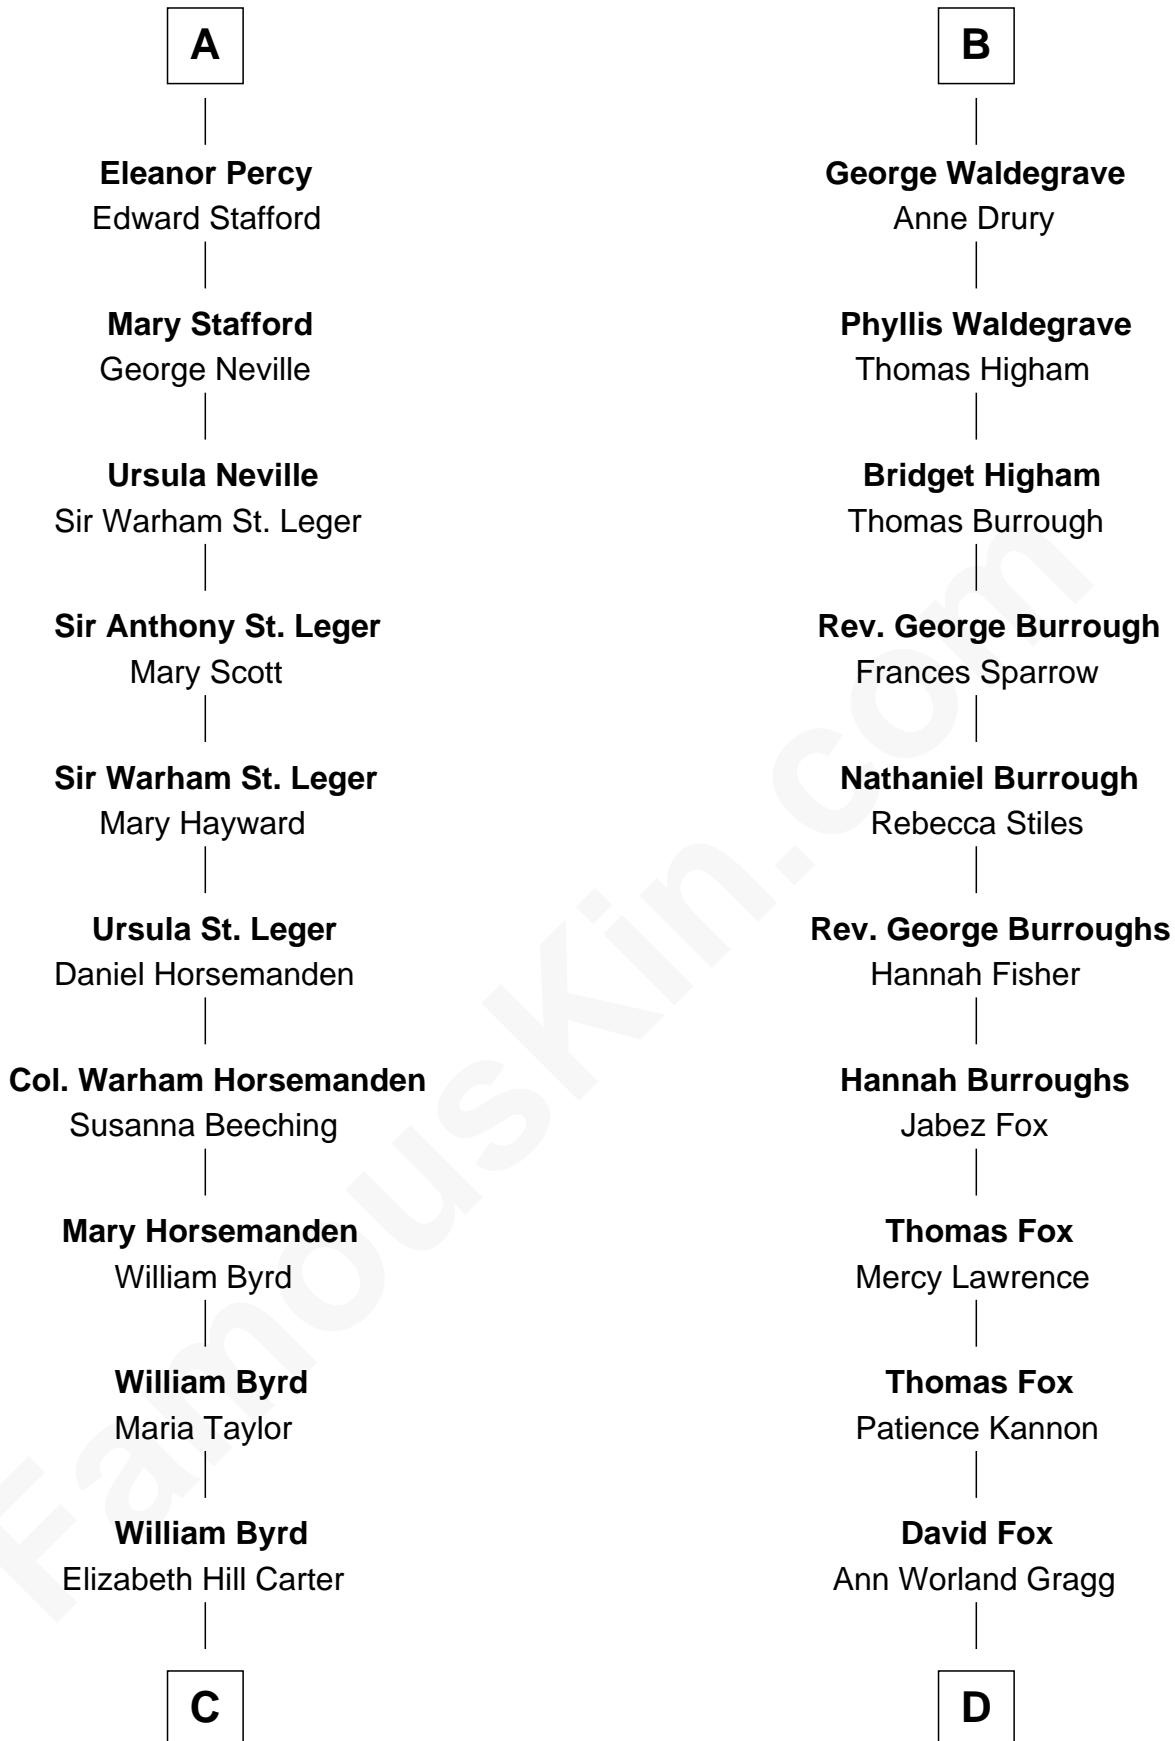 A
Eleanor Percy
Edward Stafford
Mary Stafford
George Neville
Ursula Neville
Sir Warham St. Leger
Sir Anthony St. Leger
Mary Scott
Sir Warham St. Leger
Mary Hayward
Ursula St. Leger
Daniel Horsemanden
Col. Warham Horsemanden
Susanna Beeching
Mary Horsemanden
William Byrd
William Byrd
Maria Taylor
William Byrd
Elizabeth Hill Carter
C
B
George Waldegrave
Anne Drury
Phyllis Waldegrave
Thomas Higham
Bridget Higham
Thomas Burrough
Rev. George Burrough
Frances Sparrow
Nathaniel Burrough
Rebecca Stiles
Rev. George Burroughs
Hannah Fisher
Hannah Burroughs
Jabez Fox
Thomas Fox
Mercy Lawrence
Thomas Fox
Patience Kannon
David Fox
Ann Worland Gragg
D
FamousKin.com